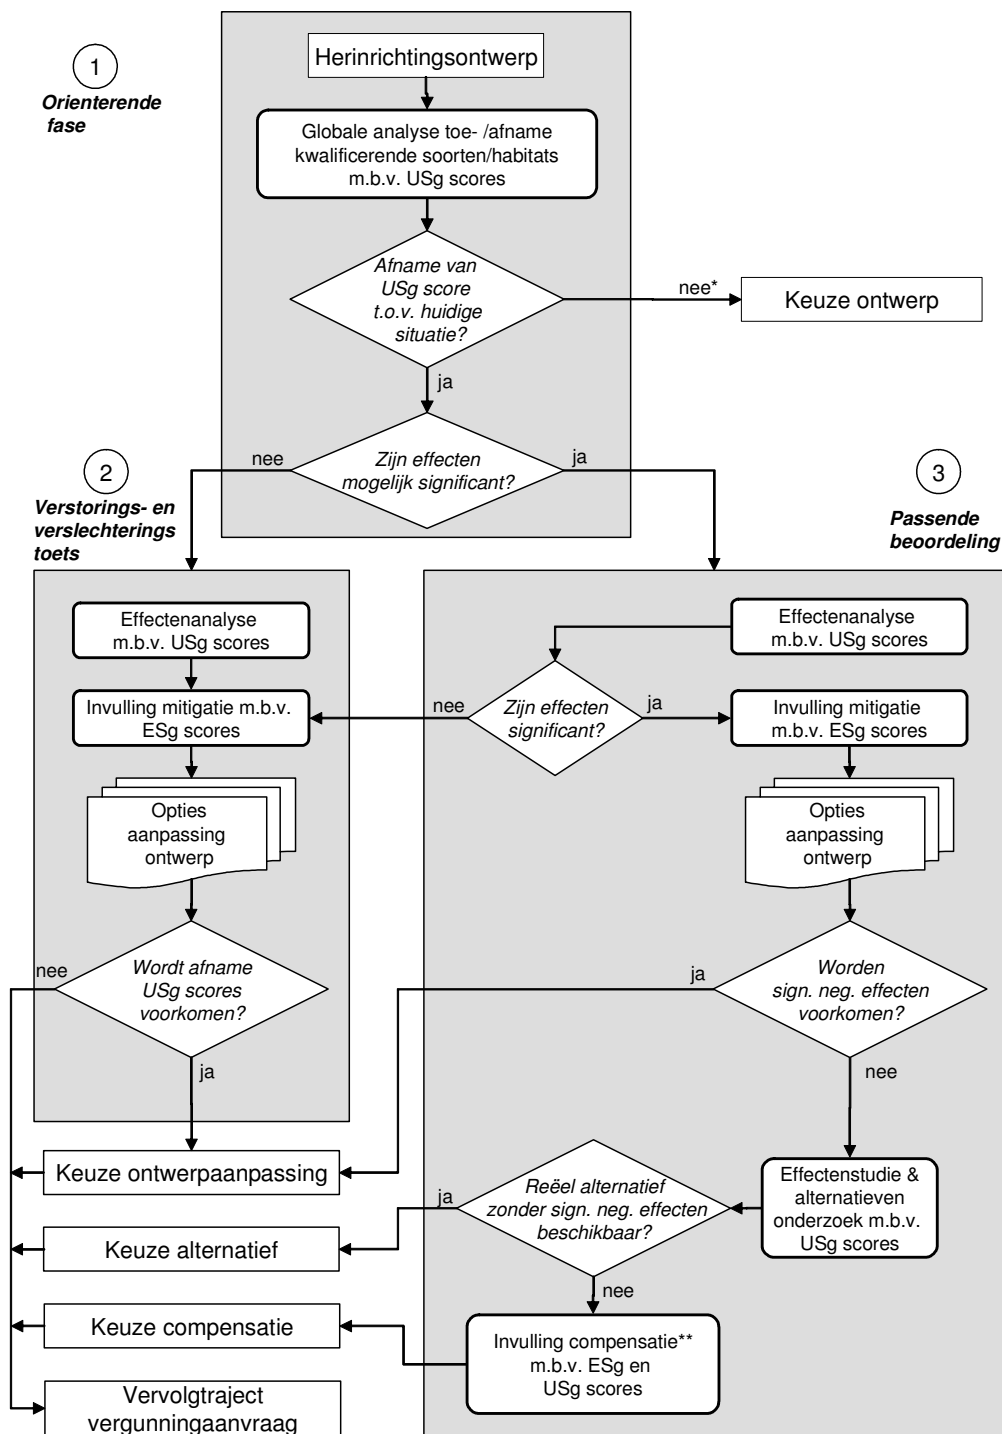 1
Orienterende
fase
Herinrichtingsontwerp
Globale analyse toe- /afname
kwalificerende soorten/habitats
m.b.v. USg scores
Afname van
USg score
t.o.v. huidige
situatie?
nee*
Keuze ontwerp
ja
Zijn effecten
mogelijk significant?
nee
ja
2
Verstorings- en
verslechterings
toets
3
Passende
beoordeling
Effectenanalyse
m.b.v. USg scores
Invulling mitigatie m.b.v.
ESg scores
Opties
aanpassing
ontwerp
Wordt afname
USg scores
voorkomen?
nee
ja
Effectenanalyse
m.b.v. USg scores
Zijn effecten
significant?
nee
ja
Invulling mitigatie
m.b.v. ESg scores
Opties
aanpassing
ontwerp
Worden
sign. neg. effecten
voorkomen?
ja
nee
Effectenstudie &
alternatieven
onderzoek m.b.v.
USg scores
Reëel alternatief
zonder sign. neg. effecten
beschikbaar?
ja
nee
Invulling compensatie**
m.b.v. ESg en
USg scores
Keuze ontwerpaanpassing
Keuze alternatief
Keuze compensatie
Vervolgtraject
vergunningaanvraag